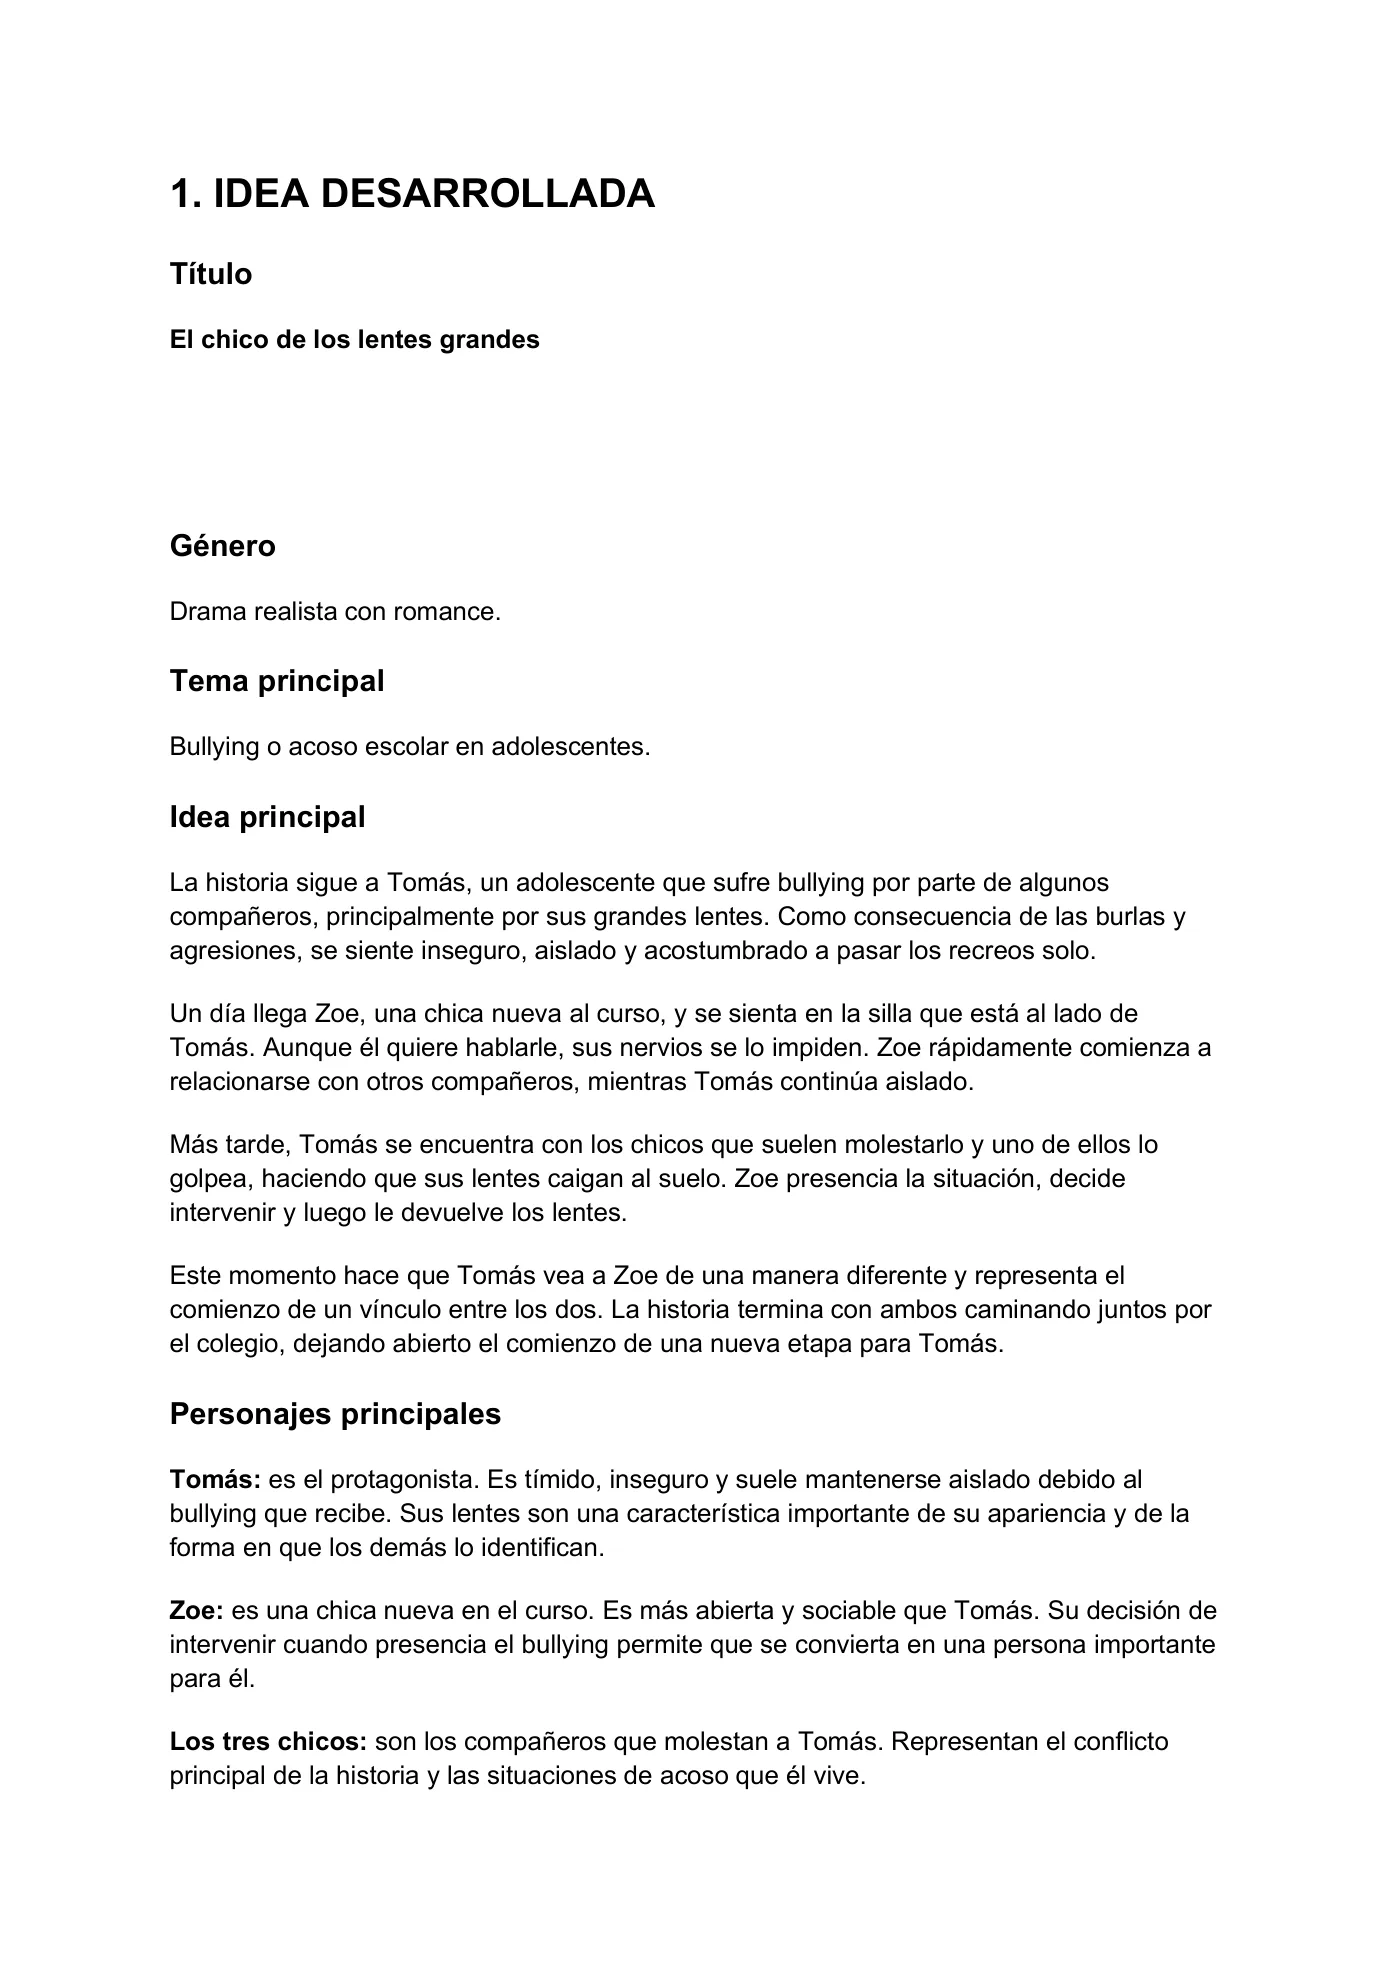 1. IDEA DESARROLLADA
Título
El chico de los lentes grandes
Género
Drama realista con romance.
Tema principal
Bullying o acoso escolar en adolescentes.
Idea principal
La historia sigue a Tomás, un adolescente que sufre bullying por parte de algunos
compañeros, principalmente por sus grandes lentes. Como consecuencia de las burlas y
agresiones, se siente inseguro, aislado y acostumbrado a pasar los recreos solo.
Un día llega Zoe, una chica nueva al curso, y se sienta en la silla que está al lado de
Tomás. Aunque él quiere hablarle, sus nervios se lo impiden. Zoe rápidamente comienza a
relacionarse con otros compañeros, mientras Tomás continúa aislado.
Más tarde, Tomás se encuentra con los chicos que suelen molestarlo y uno de ellos lo
golpea, haciendo que sus lentes caigan al suelo. Zoe presencia la situación, decide
intervenir y luego le devuelve los lentes.
Este momento hace que Tomás vea a Zoe de una manera diferente y representa el
comienzo de un vínculo entre los dos. La historia termina con ambos caminando juntos por
el colegio, dejando abierto el comienzo de una nueva etapa para Tomás.
Personajes principales
Tomás: es el protagonista. Es tímido, inseguro y suele mantenerse aislado debido al
bullying que recibe. Sus lentes son una característica importante de su apariencia y de la
forma en que los demás lo identifican.
Zoe: es una chica nueva en el curso. Es más abierta y sociable que Tomás. Su decisión de
intervenir cuando presencia el bullying permite que se convierta en una persona importante
para él.
Los tres chicos: son los compañeros que molestan a Tomás. Representan el conflicto
principal de la historia y las situaciones de acoso que él vive.